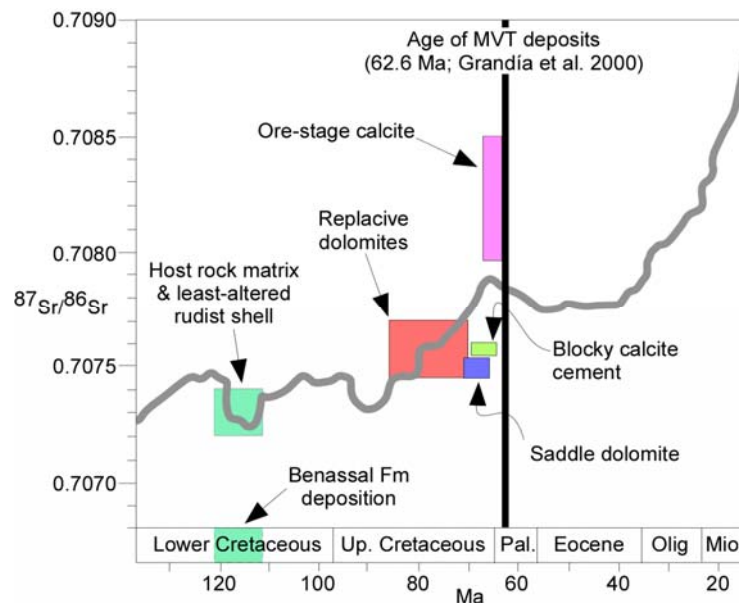 0.7090
Age of MVT deposits
(62.6 Ma; Grandía et al. 2000)
0.7085
Ore-stage calcite
Replacive
dolomites
0.7080
Host rock matrix
& least-altered
rudist shell
87Sr/86Sr
0.7075
Blocky calcite
cement
Saddle dolomite
0.7070
Benassal Fm
deposition
Lower Cretaceous Up. Cretaceous Pal. Eocene Olig Mio
120 100 80 60 40 20
Ma